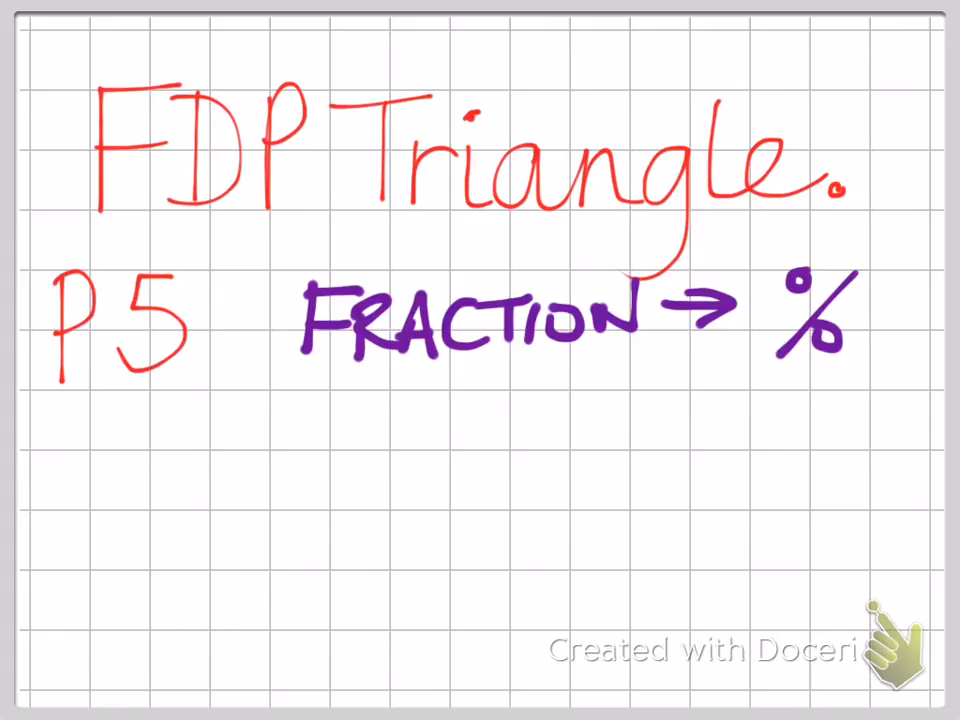 FDP Triangle.
P5 FRACTION → %
Created with Doceri